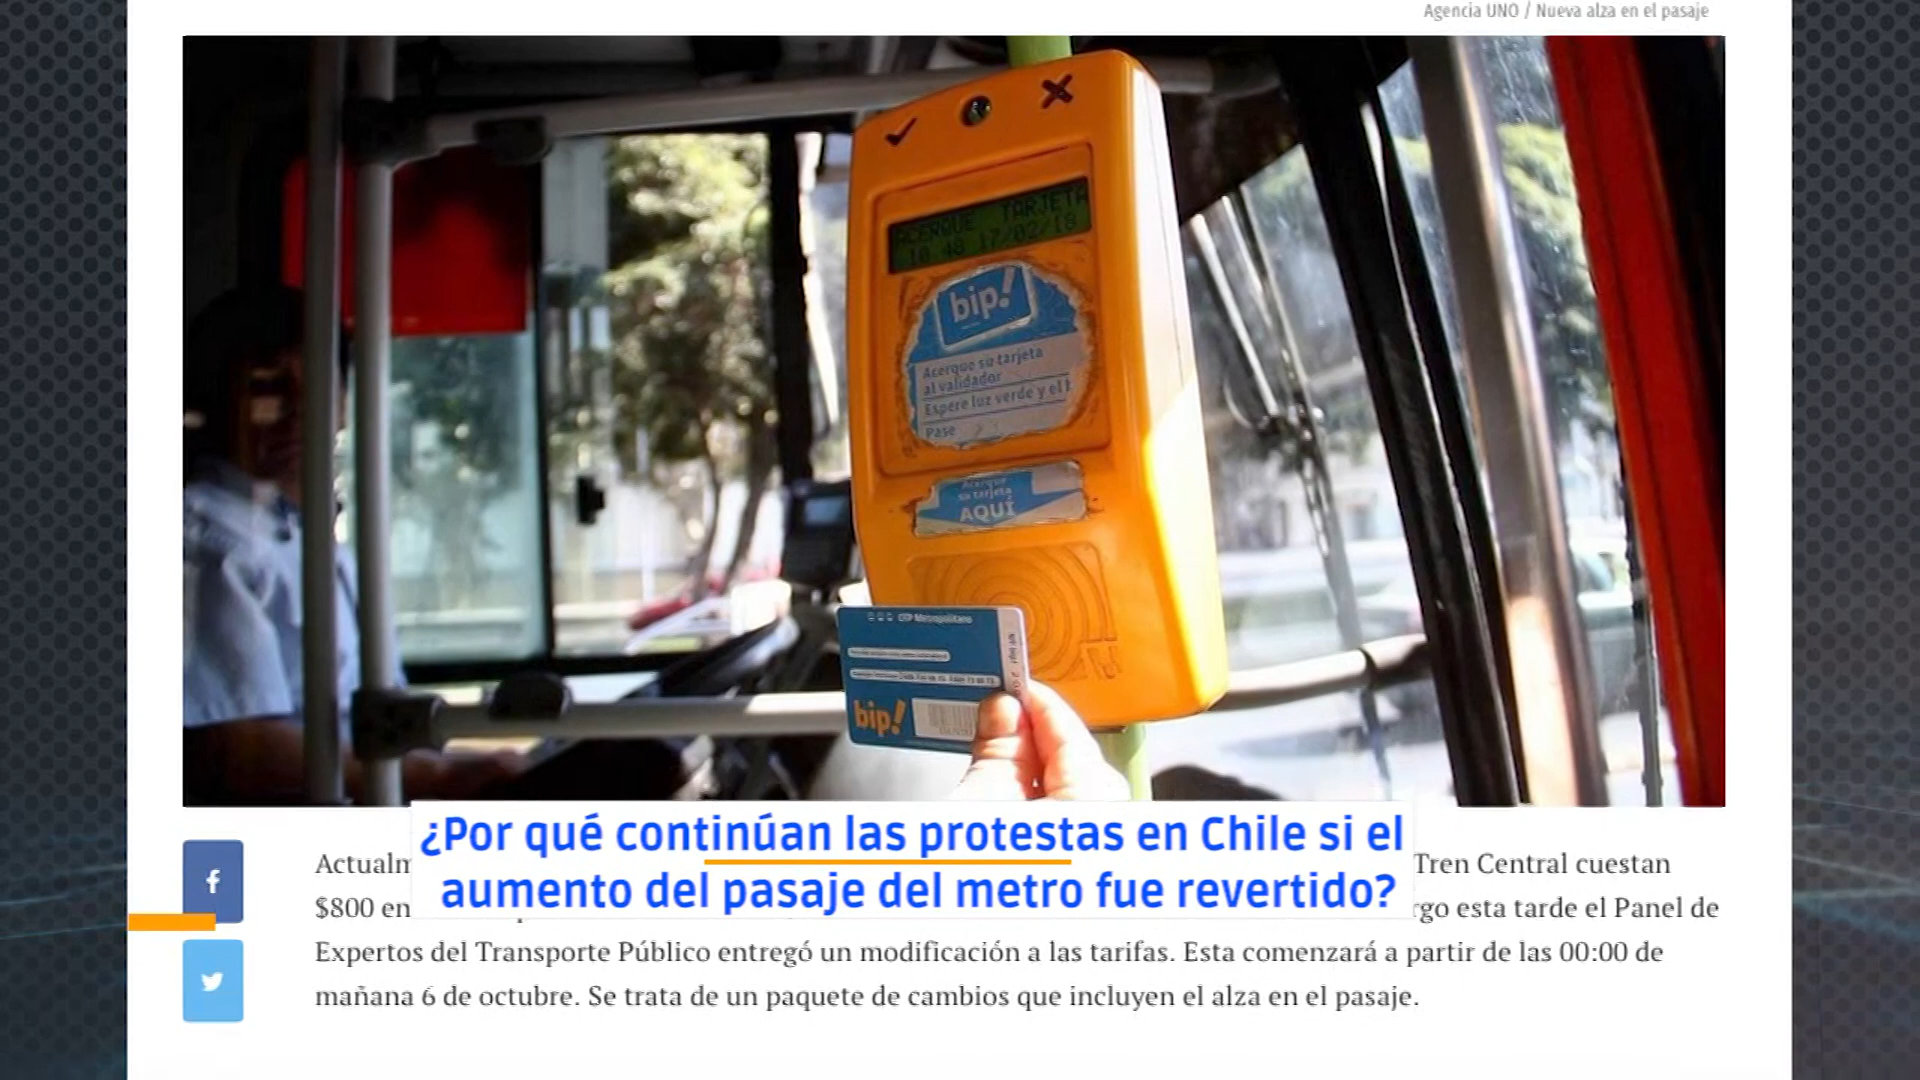 Agencia UNO / Nueva alza en el pasaje
ACERQUE TARJETA
17/02/18
bip!
Acerque su tarjeta
al validador
Espere luz verde y el
Pase
Acerque
su tarjeta
AQUÍ
Metropolitano
bip!
¿Por qué continúan las protestas en Chile si el
aumento del pasaje del metro fue revertido?
Actualm Tren Central cuestan
$800 en rgo esta tarde el Panel de
Expertos del Transporte Público entregó un modificación a las tarifas. Esta comenzará a partir de las 00:00 de
mañana 6 de octubre. Se trata de un paquete de cambios que incluyen el alza en el pasaje.